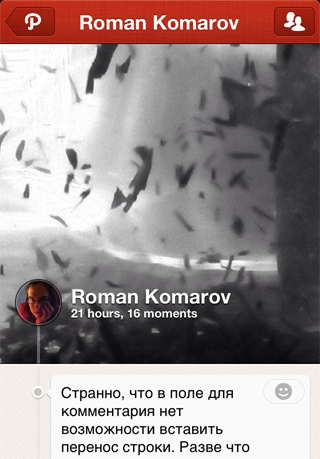 Roman Komarov
Roman Komarov
21 hours, 16 moments
Странно, что в поле для
комментария нет
возможности вставить
перенос строки. Разве что